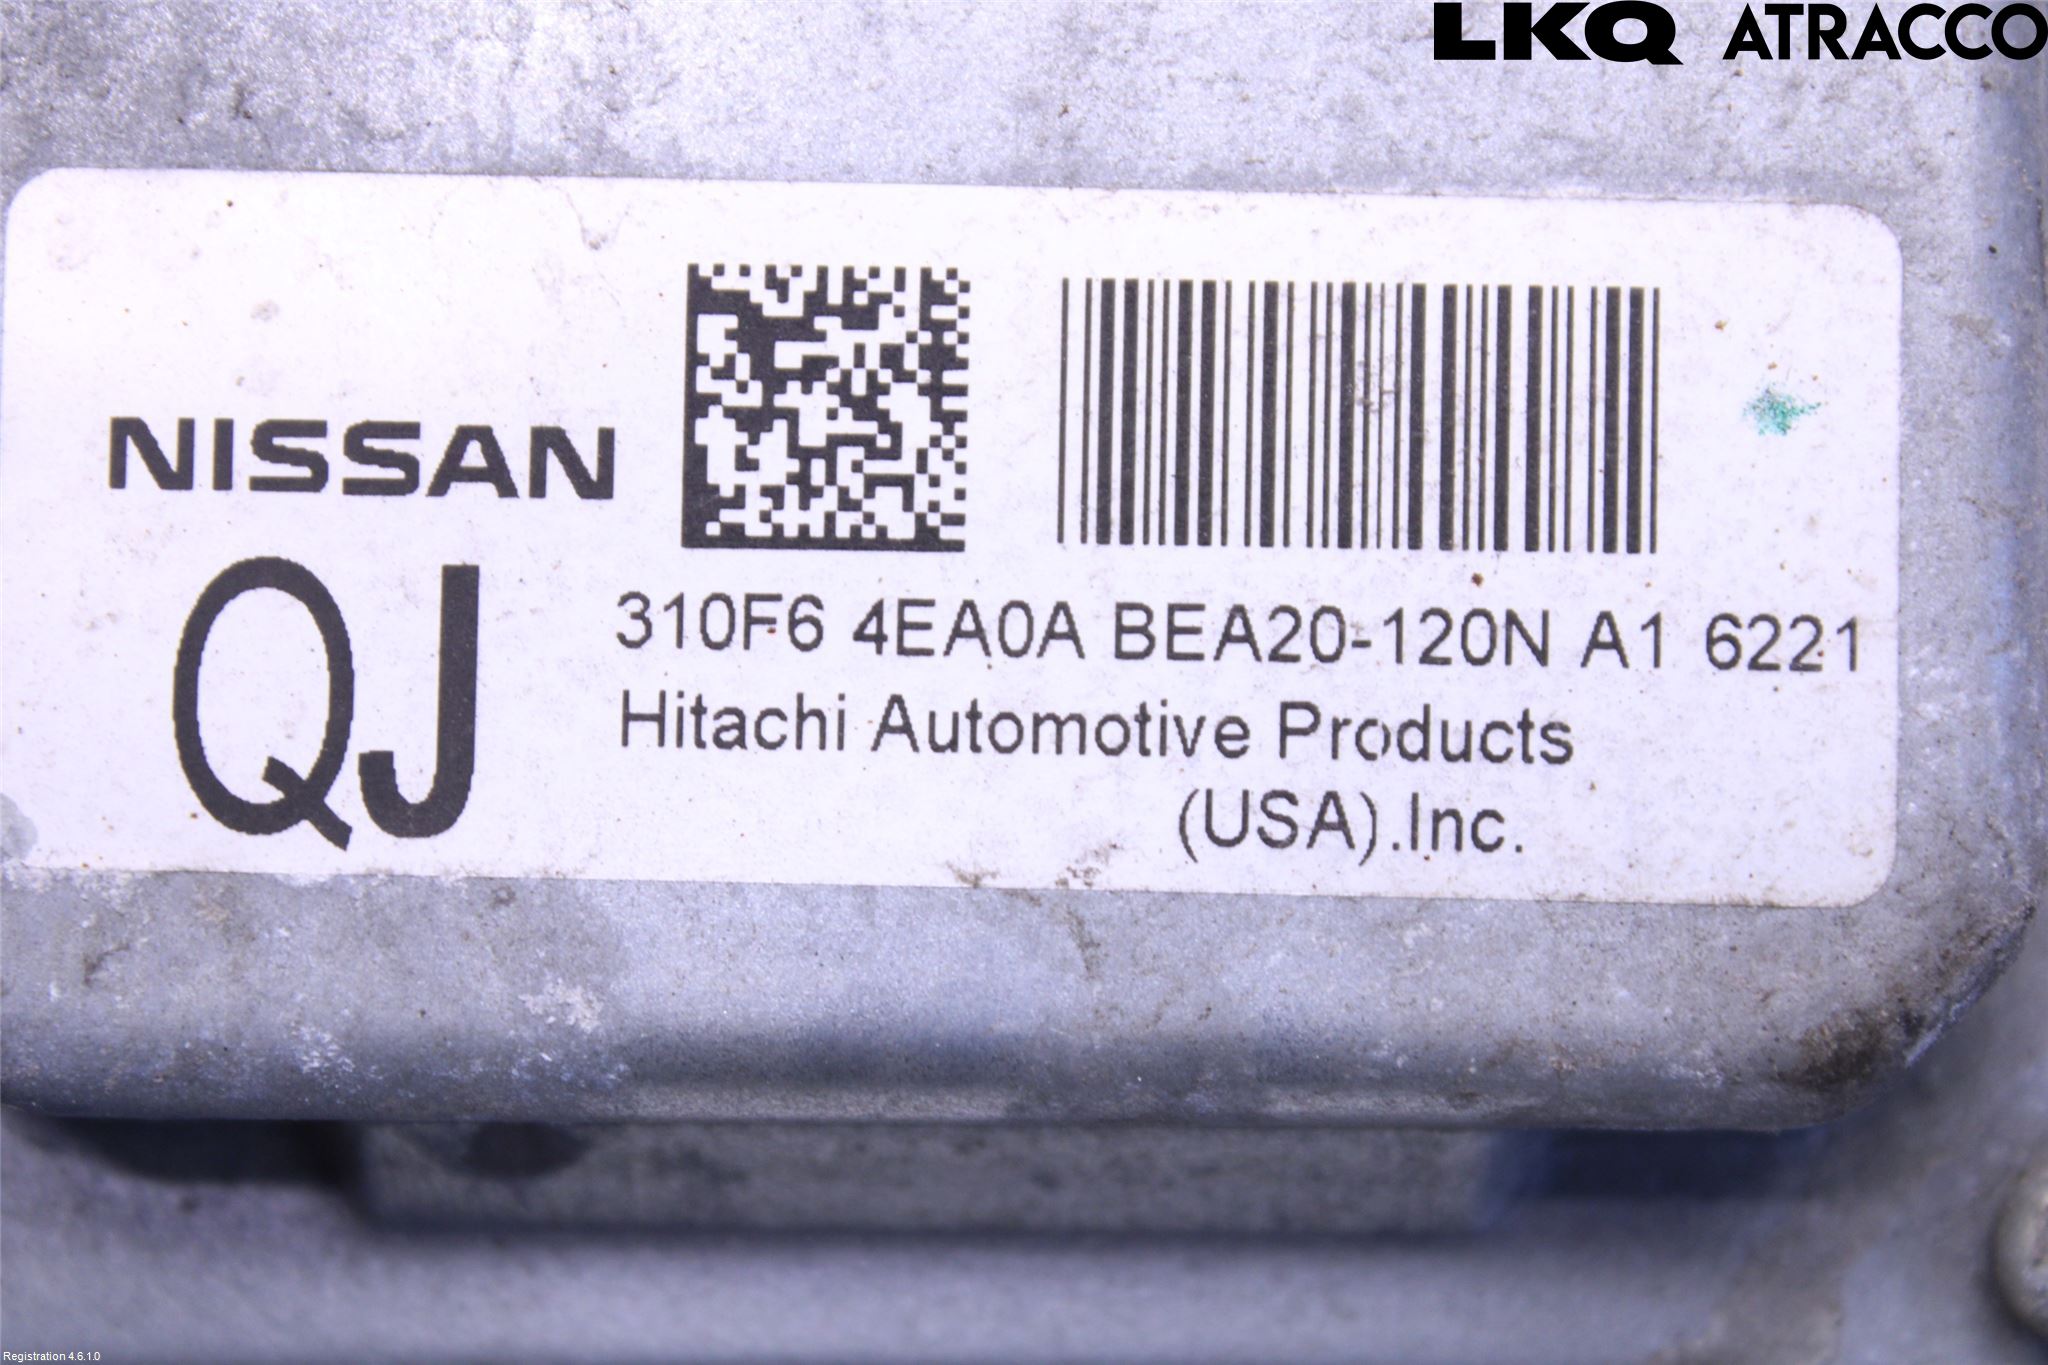 LKQ ATRACCO
NISSAN
QJ
310F6 4EA0A BEA20-120N A1 6221
Hitachi Automotive Products
(USA).Inc.
Registration 4.6.1.0